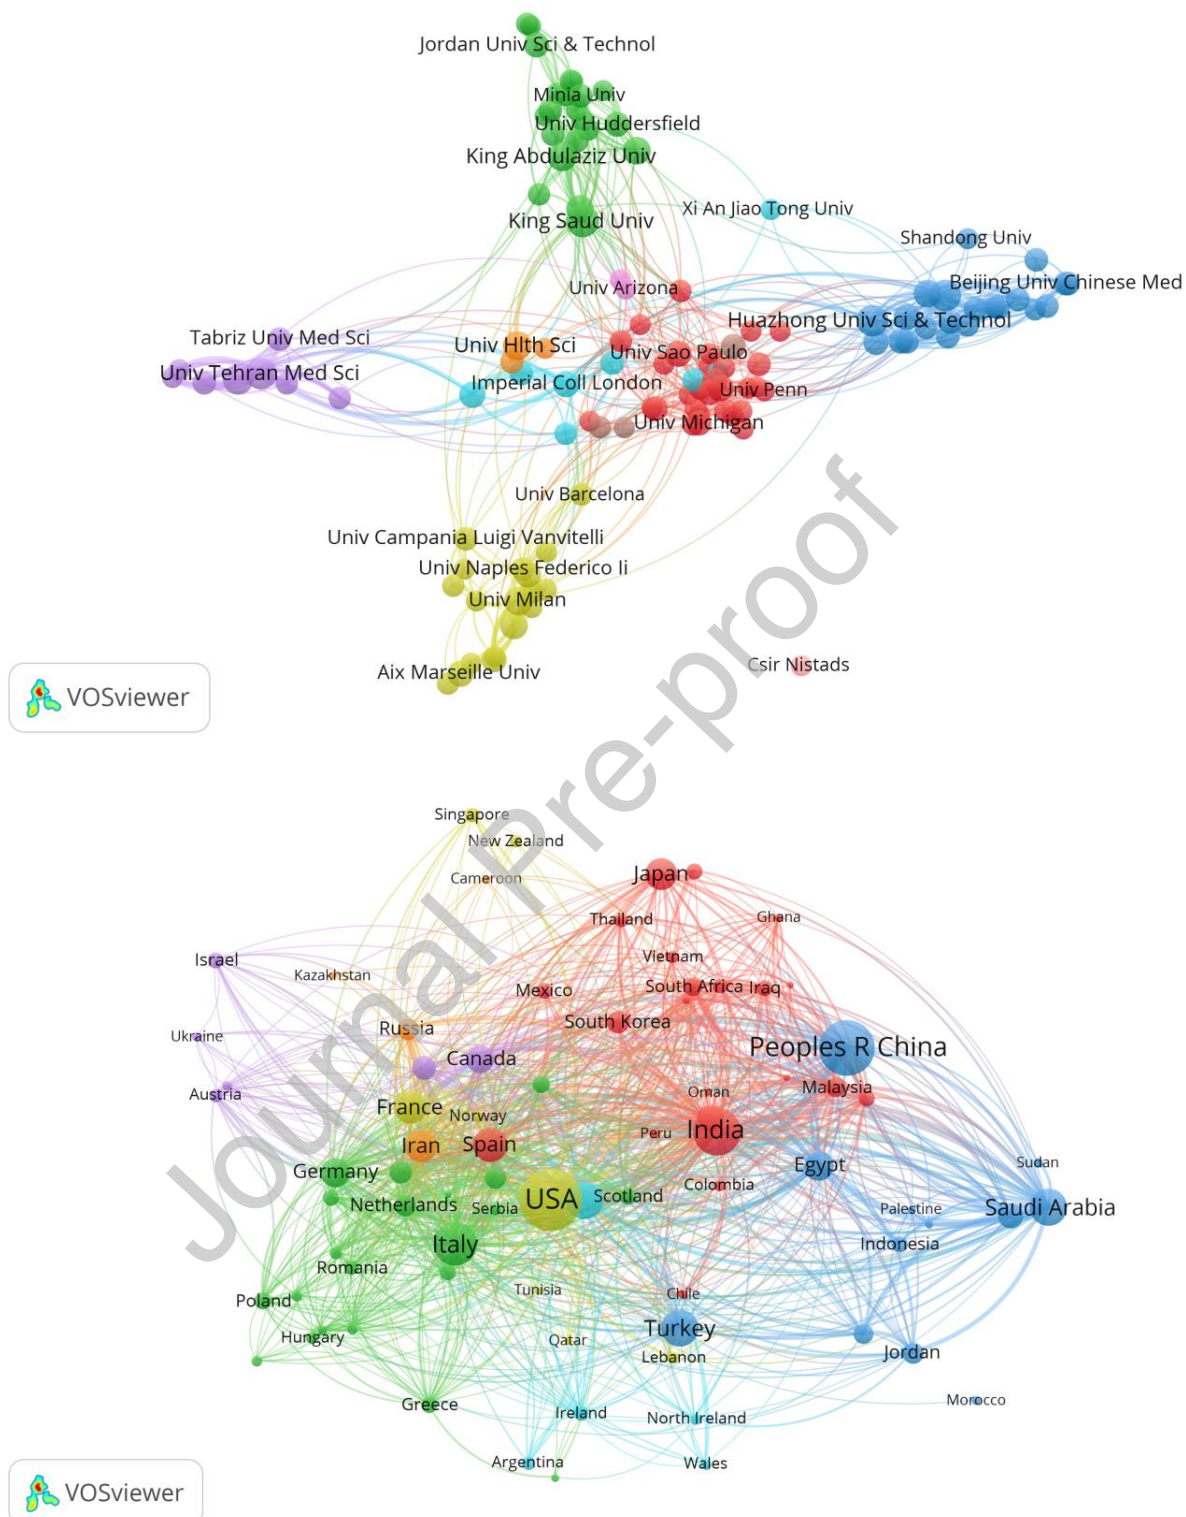 Jordan Univ Sci & Technol
Minia Univ
Univ Huddersfield
King Abdulaziz Univ
King Saud Univ
Xi An Jiao Tong Univ
Shandong Univ
Univ Arizona
Beijing Univ Chinese Med
Huazhong Univ Sci & Technol
Tabriz Univ Med Sci
Univ Hlth Sci
Univ Sao Paulo
Univ Tehran Med Sci
Imperial Coll London
Univ Penn
Univ Michigan
Univ Barcelona
Univ Campania Luigi Vanvitelli
Univ Naples Federico Ii
Univ Milan
Csir Nistads
Aix Marseille Univ
VOSviewer
Journal Pre-proof
Singapore
New Zealand
Japan
Cameroon
Thailand
Ghana
Israel
Vietnam
Kazakhstan
Mexico
South Africa
Iraq
South Korea
Russia
Ukraine
Peoples R China
Canada
Malaysia
Austria
Oman
France
Norway
India
Peru
Iran
Spain
Germany
Egypt
Sudan
Colombia
USA
Scotland
Netherlands
Serbia
Palestine
Saudi Arabia
Italy
Indonesia
Romania
Tunisia
Chile
Poland
Turkey
Hungary
Qatar
Lebanon
Jordan
Greece
Morocco
Ireland
North Ireland
Argentina
Wales
VOSviewer